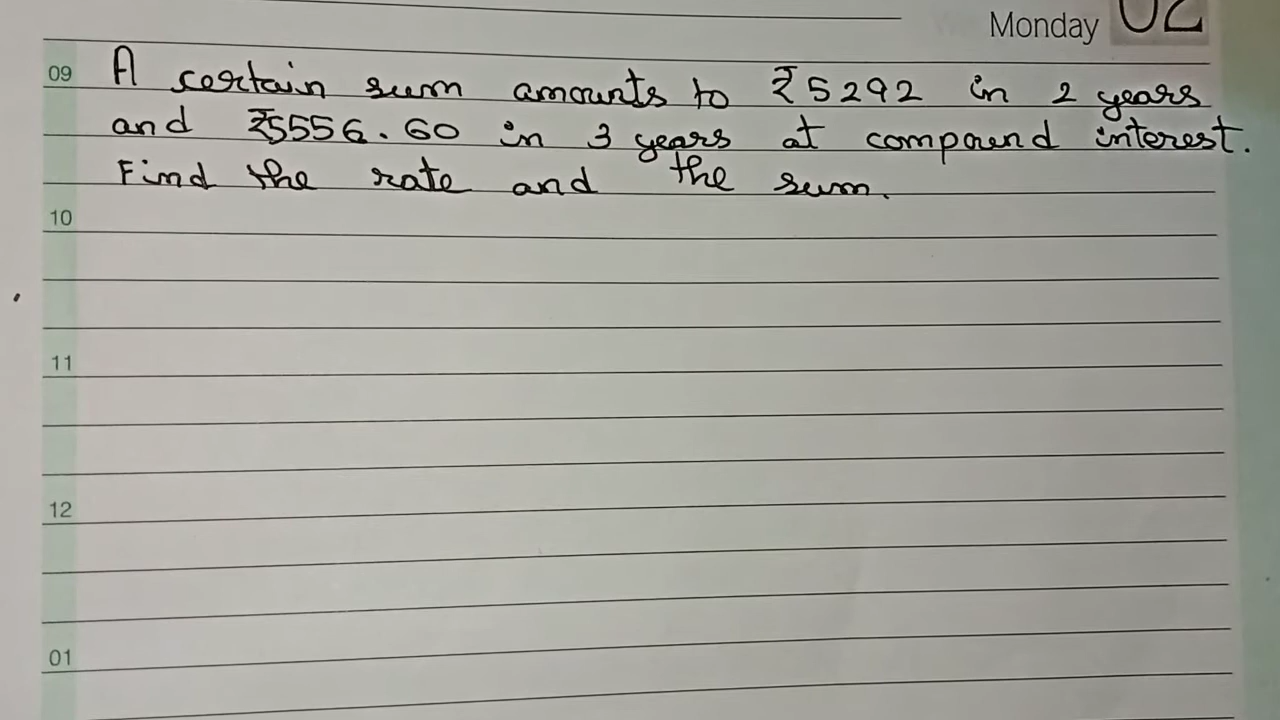 Monday 02
09 A certain sum amounts to ₹5292 in 2 years
and ₹5556.60 in 3 years at compound interest.
Find the rate and the sum.
10
11
12
01